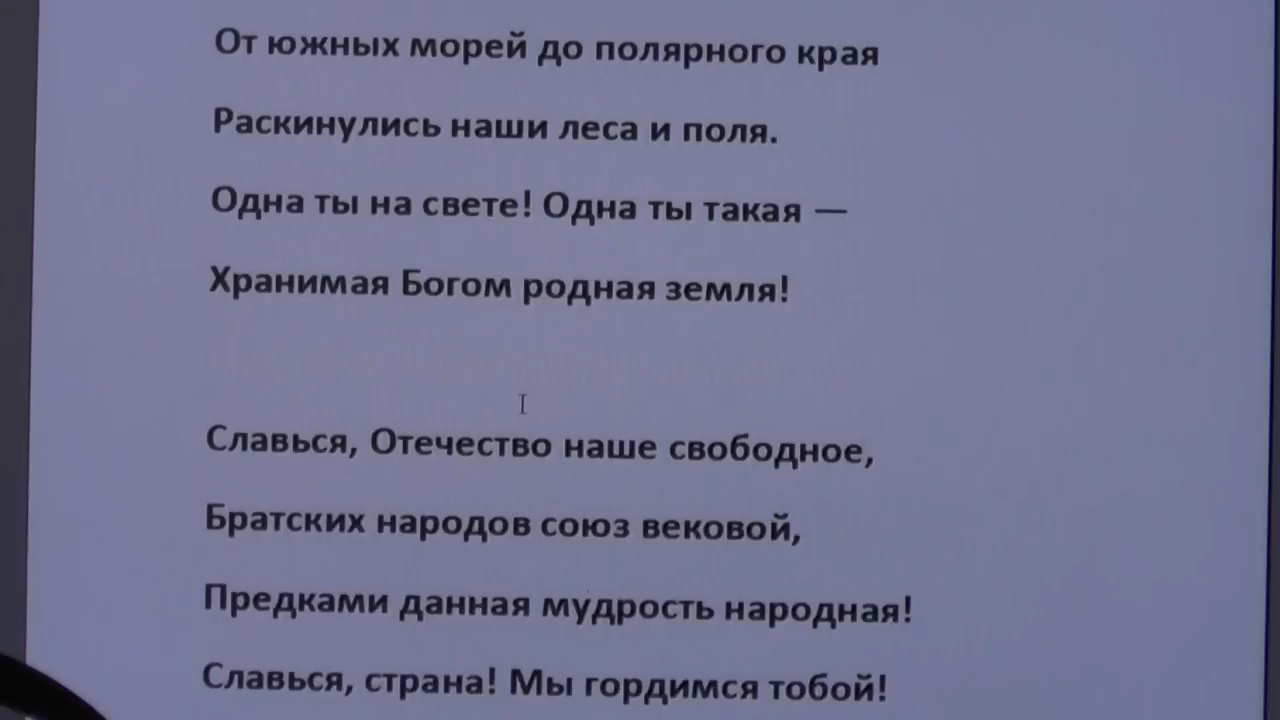 От южных морей до полярного края
Раскинулись наши леса и поля.
Одна ты на свете! Одна ты такая —
Хранимая Богом родная земля!
Славься, Отечество наше свободное,
Братских народов союз вековой,
Предками данная мудрость народная!
Славься, страна! Мы гордимся тобой!